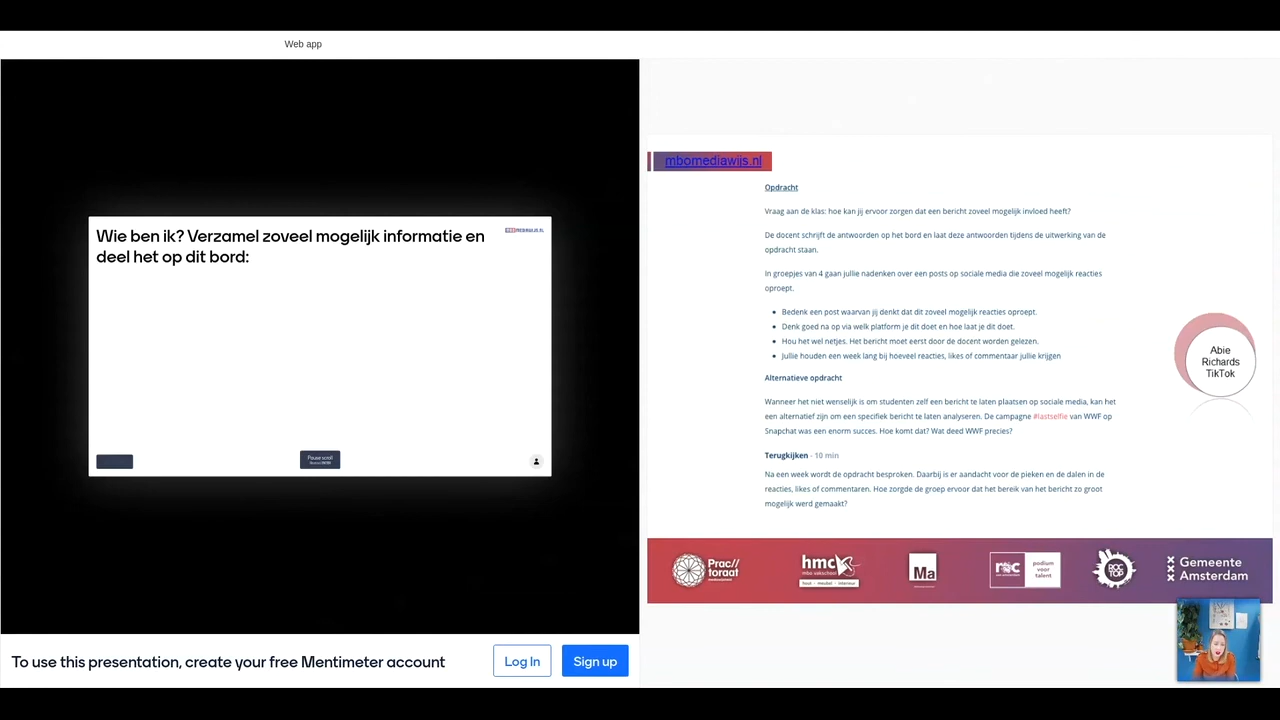 Web app
Wie ben ik? Verzamel zoveel mogelijk informatie en
deel het op dit bord:
Pause scroll
To use this presentation, create your free Mentimeter account
Log In
Sign up
mbomediawijs.nl
Opdracht
Vraag aan de klas: hoe kan jij ervoor zorgen dat een bericht zoveel mogelijk invloed heeft?
De docent schrijft de antwoorden op het bord en laat deze antwoorden tijdens de uitwerking van de
opdracht staan.
In groepjes van 4 gaan jullie nadenken over een posts op sociale media die zoveel mogelijk reacties
oproept.
• Bedenk een post waarvan jij denkt dat dit zoveel mogelijk reacties oproept.
• Denk goed na op via welk platform je dit doet en hoe laat je dit doet.
• Hou het wel netjes. Het bericht moet eerst door de docent worden gelezen.
• Jullie houden een week lang bij hoeveel reacties, likes of commentaar jullie krijgen
Alternatieve opdracht
Wanneer het niet wenselijk is om studenten zelf een bericht te laten plaatsen op sociale media, kan het
een alternatief zijn om een specifiek bericht te laten analyseren. De campagne #lastselfie van WWF op
Snapchat was een enorm succes. Hoe komt dat? Wat deed WWF precies?
Terugkijken - 10 min
Na een week wordt de opdracht besproken. Daarbij is er aandacht voor de pieken en de dalen in de
reacties, likes of commentaren. Hoe zorgde de groep ervoor dat het bereik van het bericht zo groot
mogelijk werd gemaakt?
Abie
Richards
TikTok
Prac//
toraat
hmc
mbo vakschool
hout · meubel · interieur
Ma
roc
podium
voor
talent
ROC
TOP
Gemeente
Amsterdam